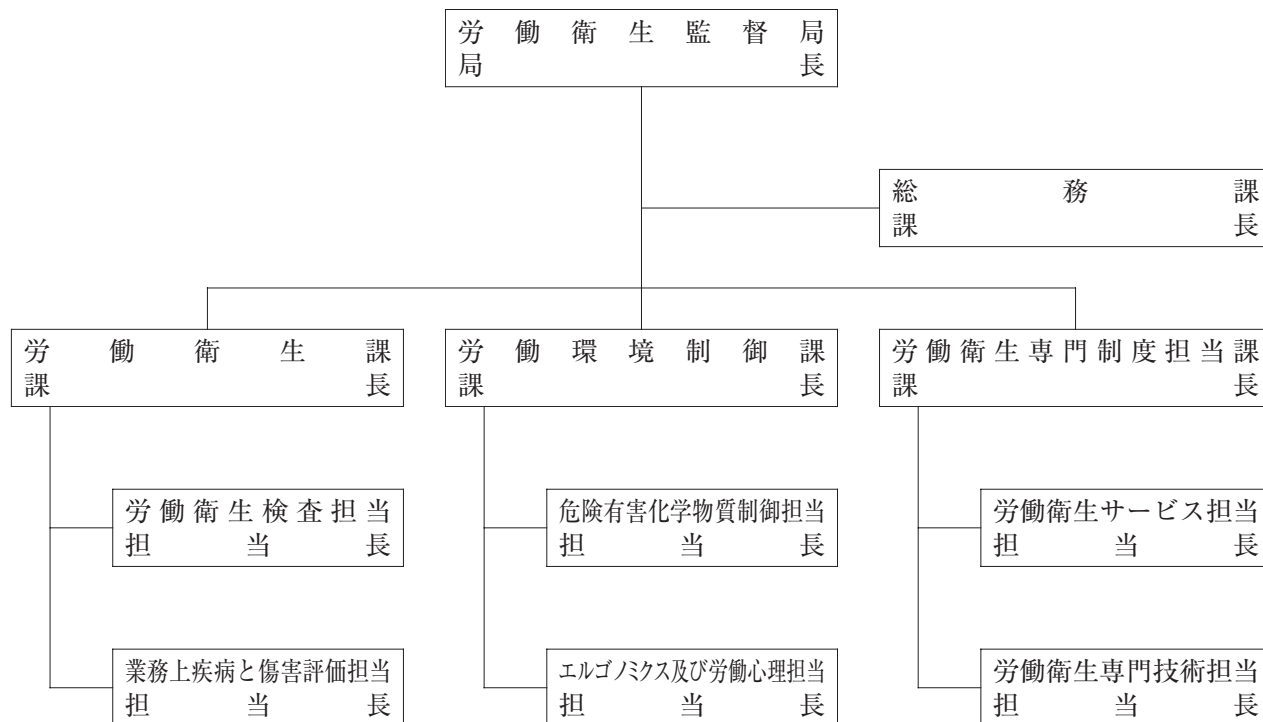 労働衛生監督局
局長
総務課
課長
労働衛生課
課長
労働環境制御課
課長
労働衛生専門制度担当課
課長
労働衛生検査担当
担当長
危険有害化学物質制御担当
担当長
労働衛生サービス担当
担当長
業務上疾病と傷害評価担当
担当長
エルゴノミクス及び労働心理担当
担当長
労働衛生専門技術担当
担当長